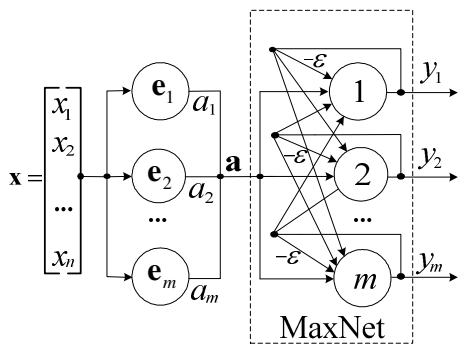 x = [x₁ x₂ ... xₙ]
e₁
a₁
e₂
a₂
...
eₘ
aₘ
a
-ε
1
y₁
-ε
2
y₂
...
-ε
m
yₘ
MaxNet